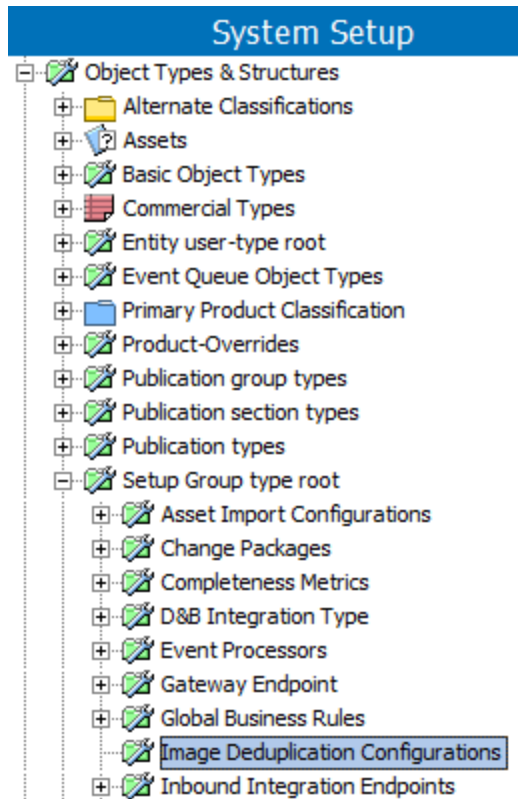 System Setup
Object Types & Structures
Alternate Classifications
Assets
Basic Object Types
Commercial Types
Entity user-type root
Event Queue Object Types
Primary Product Classification
Product-Overrides
Publication group types
Publication section types
Publication types
Setup Group type root
Asset Import Configurations
Change Packages
Completeness Metrics
D&B Integration Type
Event Processors
Gateway Endpoint
Global Business Rules
Image Deduplication Configurations
Inbound Integration Endpoints